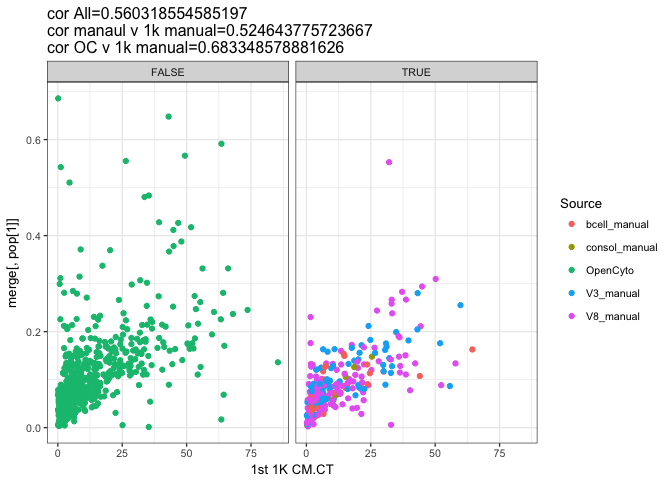 cor All=0.560318554585197
cor manaul v 1k manual=0.524643775723667
cor OC v 1k manual=0.683348578881626
FALSE
TRUE
0.6
0.4
0.2
0.0
merge[, pop[1]]
0
25
50
75
0
25
50
75
1st 1K CM.CT
Source
bcell_manual
consol_manual
OpenCyto
V3_manual
V8_manual